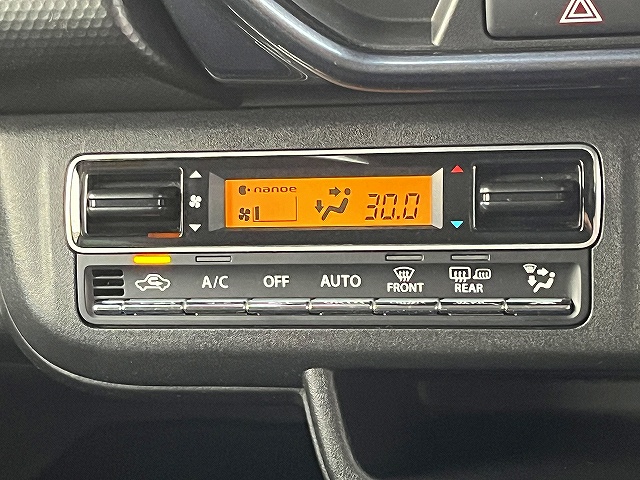 nanoe
30.0
A/C
OFF
AUTO
FRONT
REAR